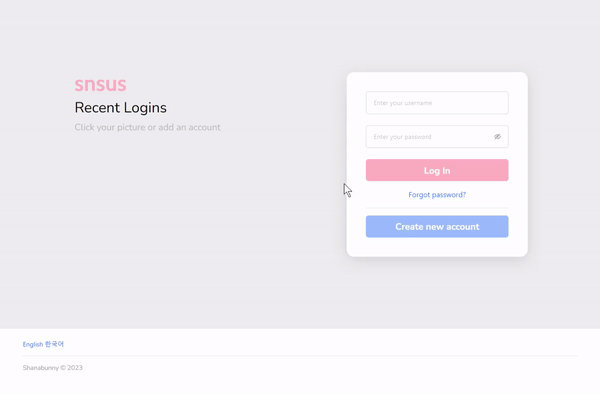 snsus
Recent Logins
Click your picture or add an account
Enter your username
Enter your password
Log in
Forgot password?
Create new account
English 한국어
Shanabunny © 2023